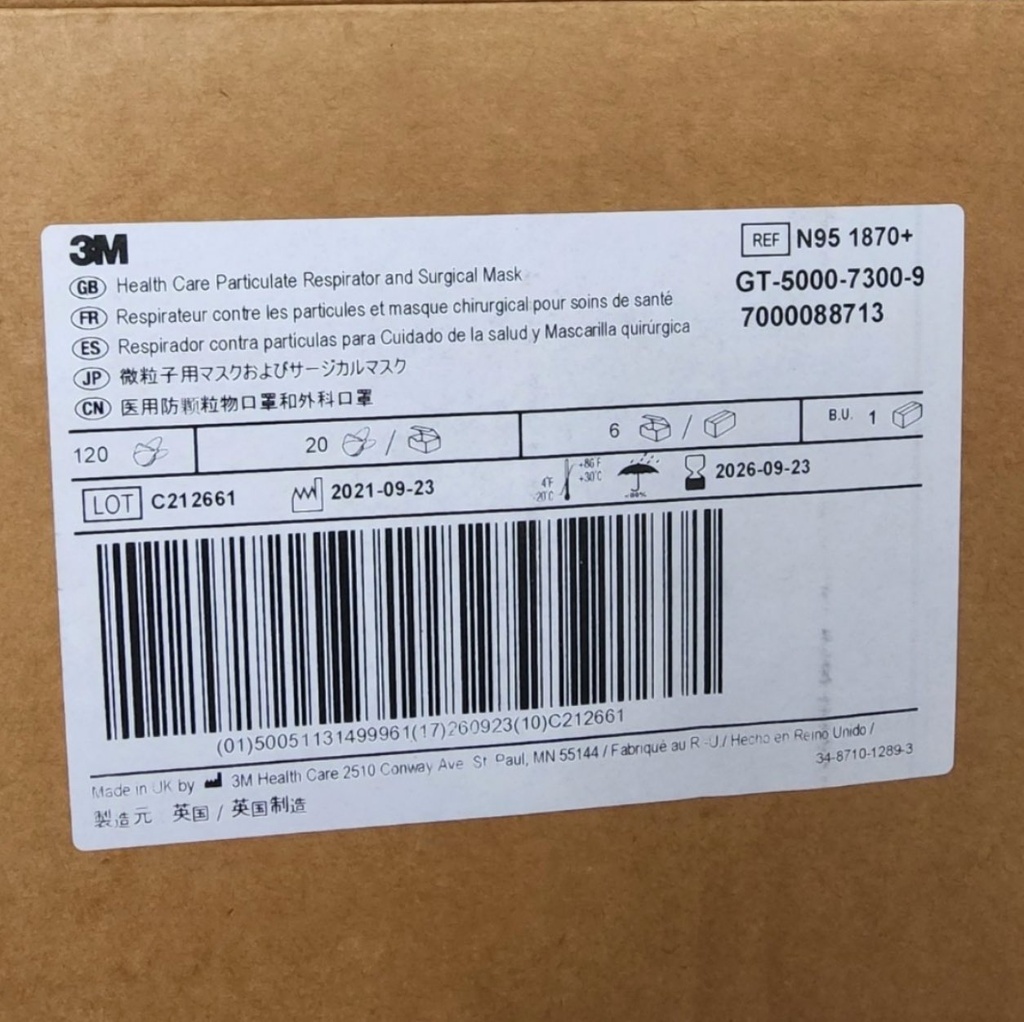 3M
REF N95 1870+
GB Health Care Particulate Respirator and Surgical Mask
GT-5000-7300-9
FR Respirateur contre les particules et masque chirurgical pour soins de santé
7000088713
ES Respirador contra particulas para Cuidado de la salud y Mascarilla quirúrgica
JP 微粒子用マスクおよびサージカルマスク
CN 医用防颗粒物口罩和外科口罩
120 20 / 6 / B.U. 1
LOT C212661 2021-09-23 -20°C +86°F +30°C 2026-09-23
(01)50051131499961(17)260923(10)C212661
Made in UK by 3M Health Care 2510 Conway Ave St Paul, MN 55144 / Fabriqué au R.-U./ Hecho en Reino Unido /
34-8710-1289-3
製造元 英国 / 英国制造